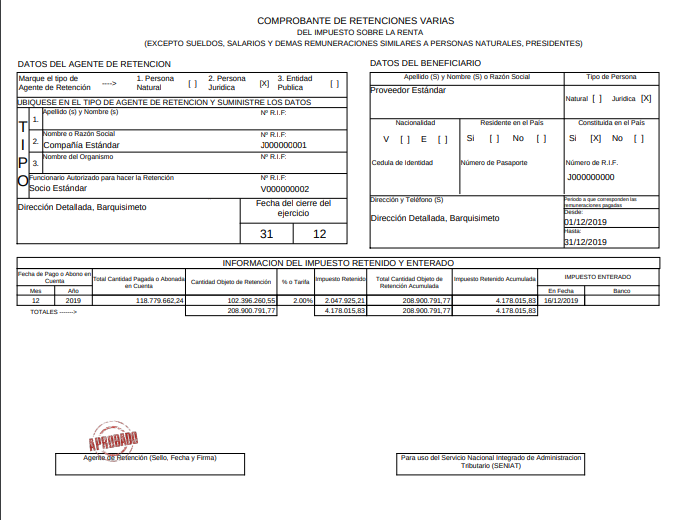 COMPROBANTE DE RETENCIONES VARIAS
DEL IMPUESTO SOBRE LA RENTA
(EXCEPTO SUELDOS, SALARIOS Y DEMAS REMUNERACIONES SIMILARES A PERSONAS NATURALES, PRESIDENTES)
DATOS DEL AGENTE DE RETENCION
Marque el tipo de Agente de Retención ----> 1. Persona Natural [ ] 2. Persona Juridica [X] 3. Entidad Publica [ ]
UBIQUESE EN EL TIPO DE AGENTE DE RETENCION Y SUMINISTRE LOS DATOS
TIPO
1. Apellido (s) y Nombre (s) Nº R.I.F:
2. Nombre o Razón Social Nº R.I.F:
Compañía Estándar J000000001
3. Nombre del Organismo Nº R.I.F:
Funcionario Autorizado para hacer la Retención Nº R.I.F:
Socio Estándar V000000002
Dirección Detallada, Barquisimeto
Fecha del cierre del ejercicio
31 12
DATOS DEL BENEFICIARIO
Apellido (S) y Nombre (S) o Razón Social Tipo de Persona
Proveedor Estándar
Natural [ ] Juridica [X]
Nacionalidad Residente en el País Constituida en el País
V [ ] E [ ] Si [ ] No [ ] Si [X] No [ ]
Cedula de Identidad Número de Pasaporte Número de R.I.F.
J000000000
Dirección y Teléfono (S)
Dirección Detallada, Barquisimeto
Periodo a que corresponden las remuneraciones pagadas
Desde:
01/12/2019
Hasta:
31/12/2019
INFORMACION DEL IMPUESTO RETENIDO Y ENTERADO
Fecha de Pago o Abono en Cuenta Total Cantidad Pagada o Abonada en Cuenta Cantidad Objeto de Retención % o Tarifa Impuesto Retenido Total Cantidad Objeto de Retención Acumulada Impuesto Retenido Acumulada IMPUESTO ENTERADO
Mes Año En Fecha Banco
12 2019 118.779.662,24 102.396.260,55 2.00% 2.047.925,21 208.900.791,77 4.178.015,83 16/12/2019
TOTALES -------> 208.900.791,77 4.178.015,83 208.900.791,77 4.178.015,83
APROBADO
Agente de Retención (Sello, Fecha y Firma)
Para uso del Servicio Nacional Integrado de Administracion Tributario (SENIAT)